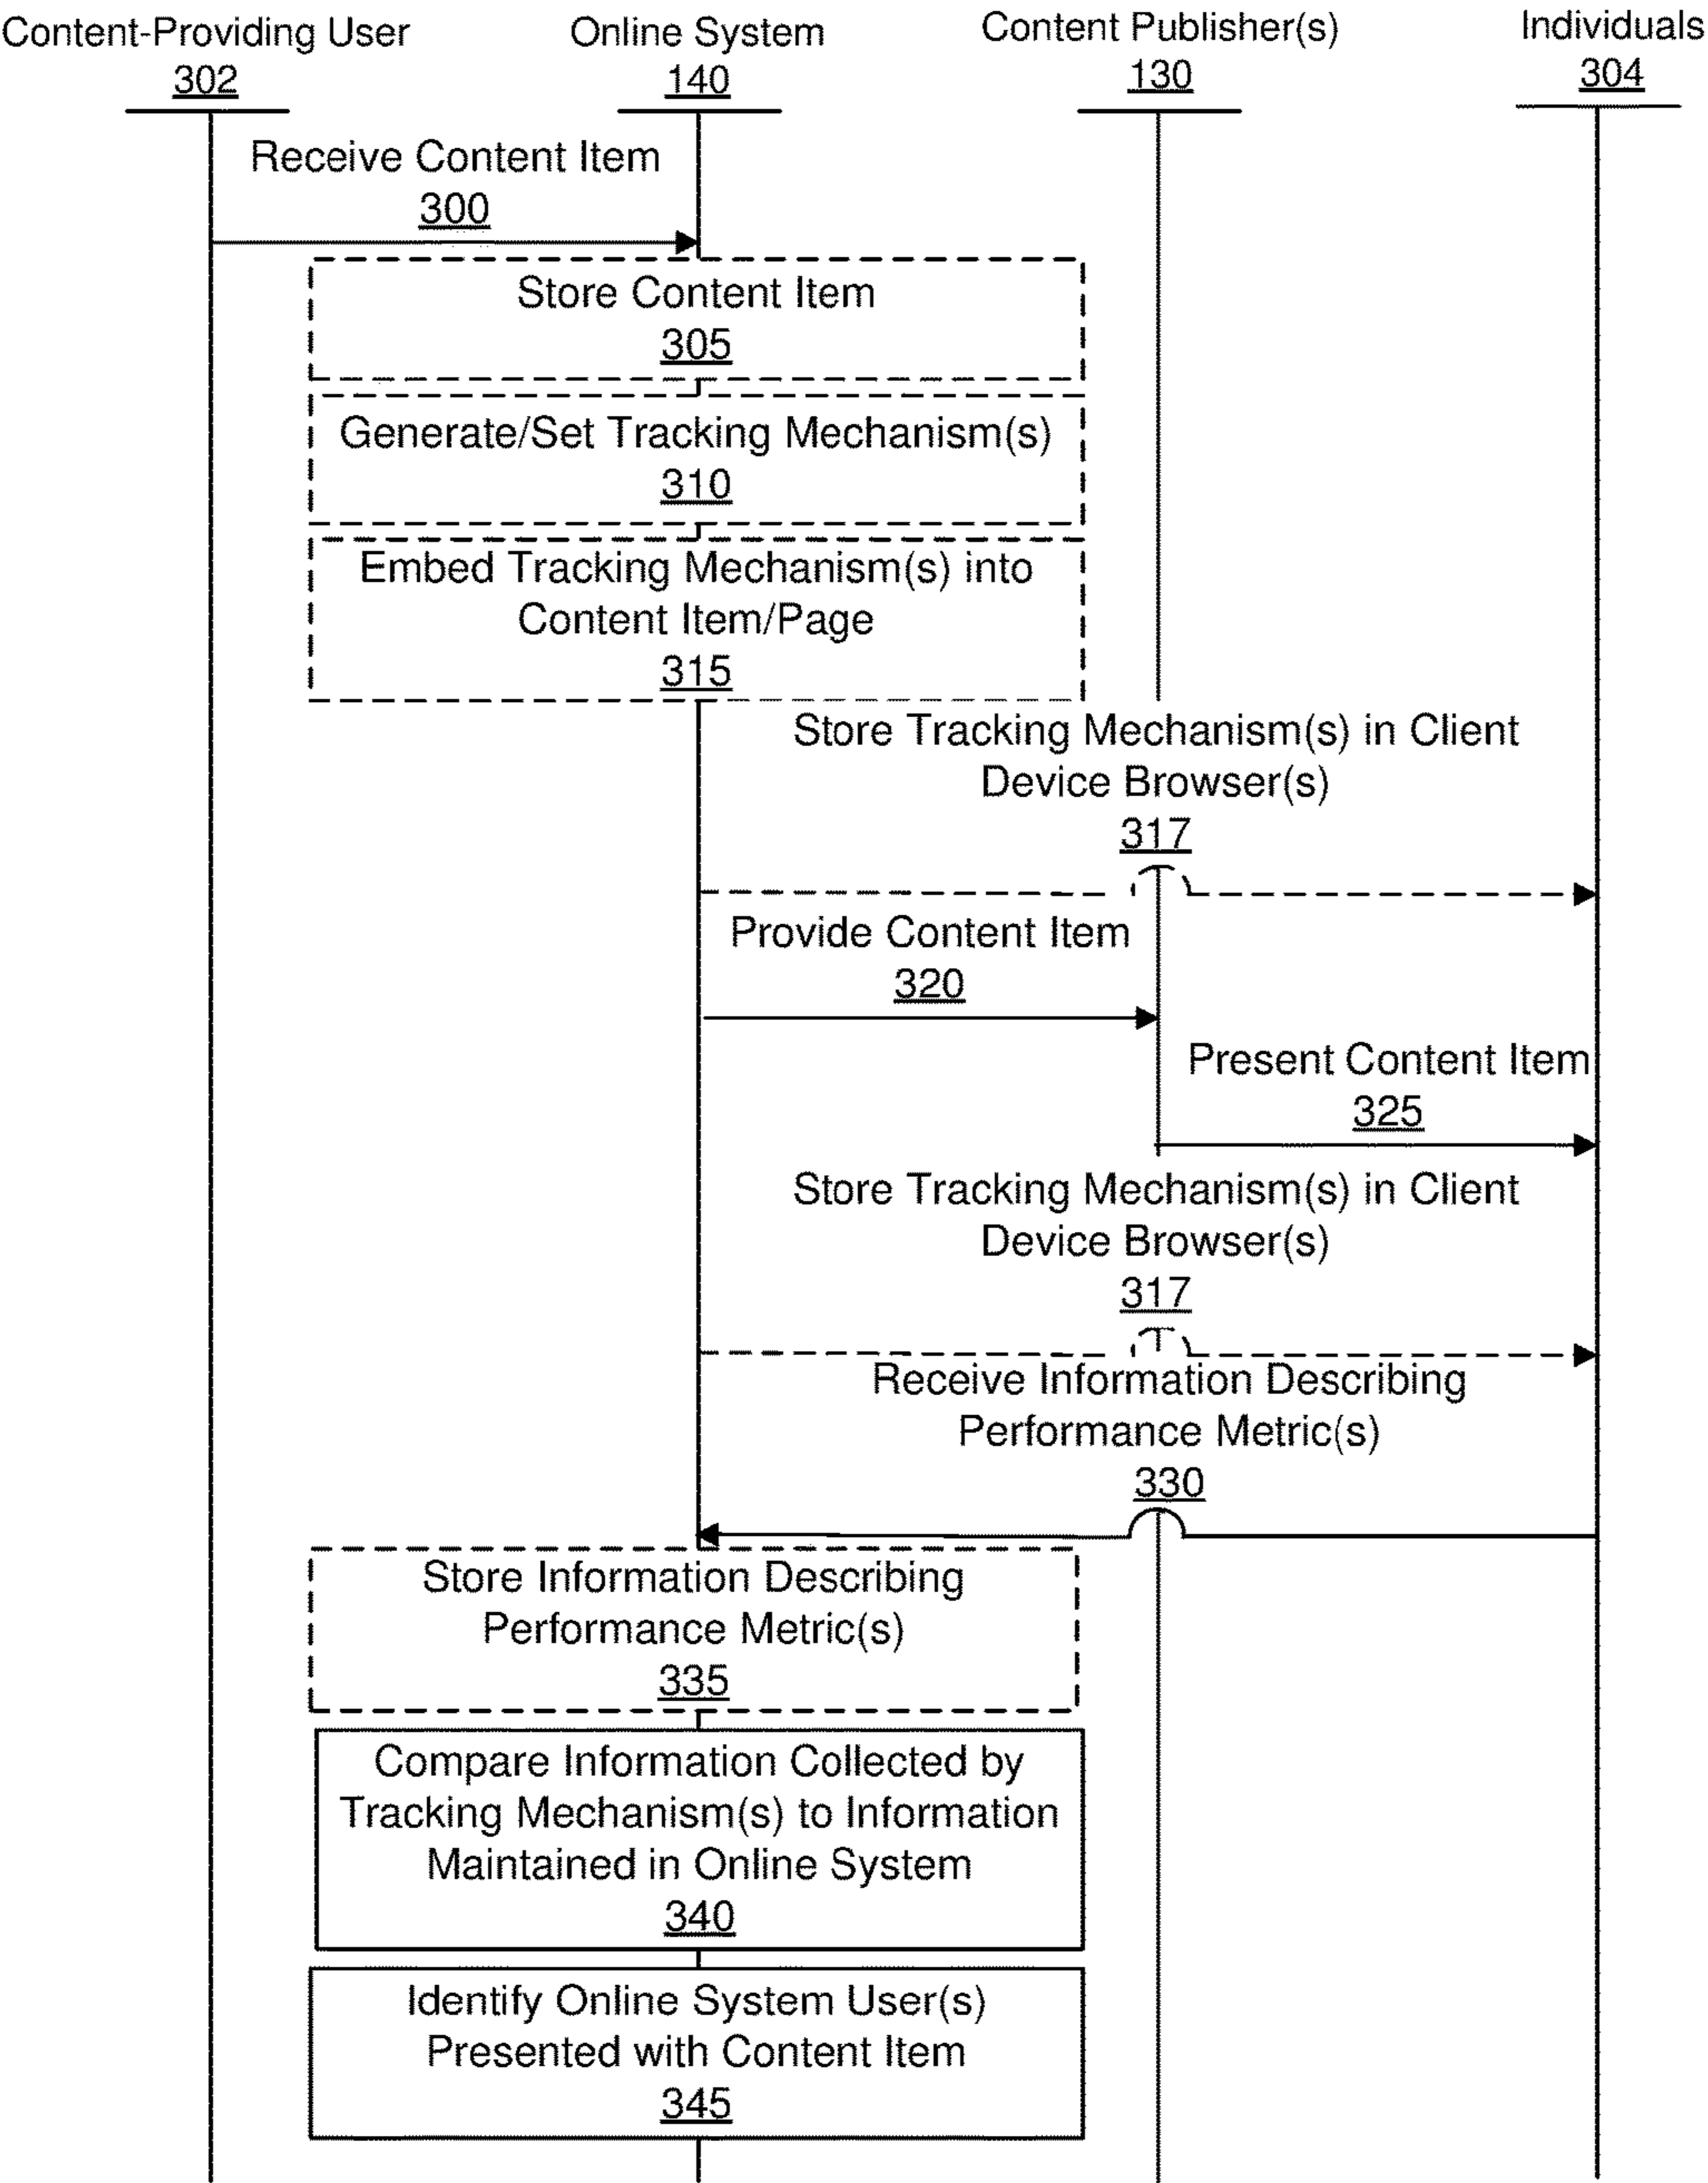 Content-Providing User
302
Online System
140
Content Publisher(s)
130
Individuals
304
Receive Content Item
300
Store Content Item
305
Generate/Set Tracking Mechanism(s)
310
Embed Tracking Mechanism(s) into
Content Item/Page
315
Store Tracking Mechanism(s) in Client
Device Browser(s)
317
Provide Content Item
320
Present Content Item
325
Store Tracking Mechanism(s) in Client
Device Browser(s)
317
Receive Information Describing
Performance Metric(s)
330
Store Information Describing
Performance Metric(s)
335
Compare Information Collected by
Tracking Mechanism(s) to Information
Maintained in Online System
340
Identify Online System User(s)
Presented with Content Item
345